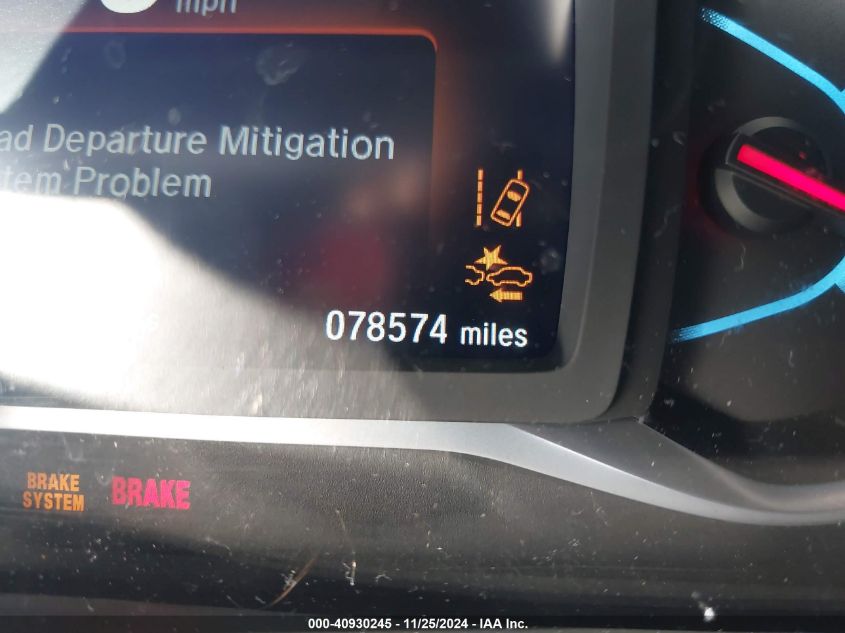 mph
ad Departure Mitigation
tem Problem
078574 miles
BRAKE
SYSTEM
BRAKE
000-40930245 - 11/25/2024 - IAA Inc.